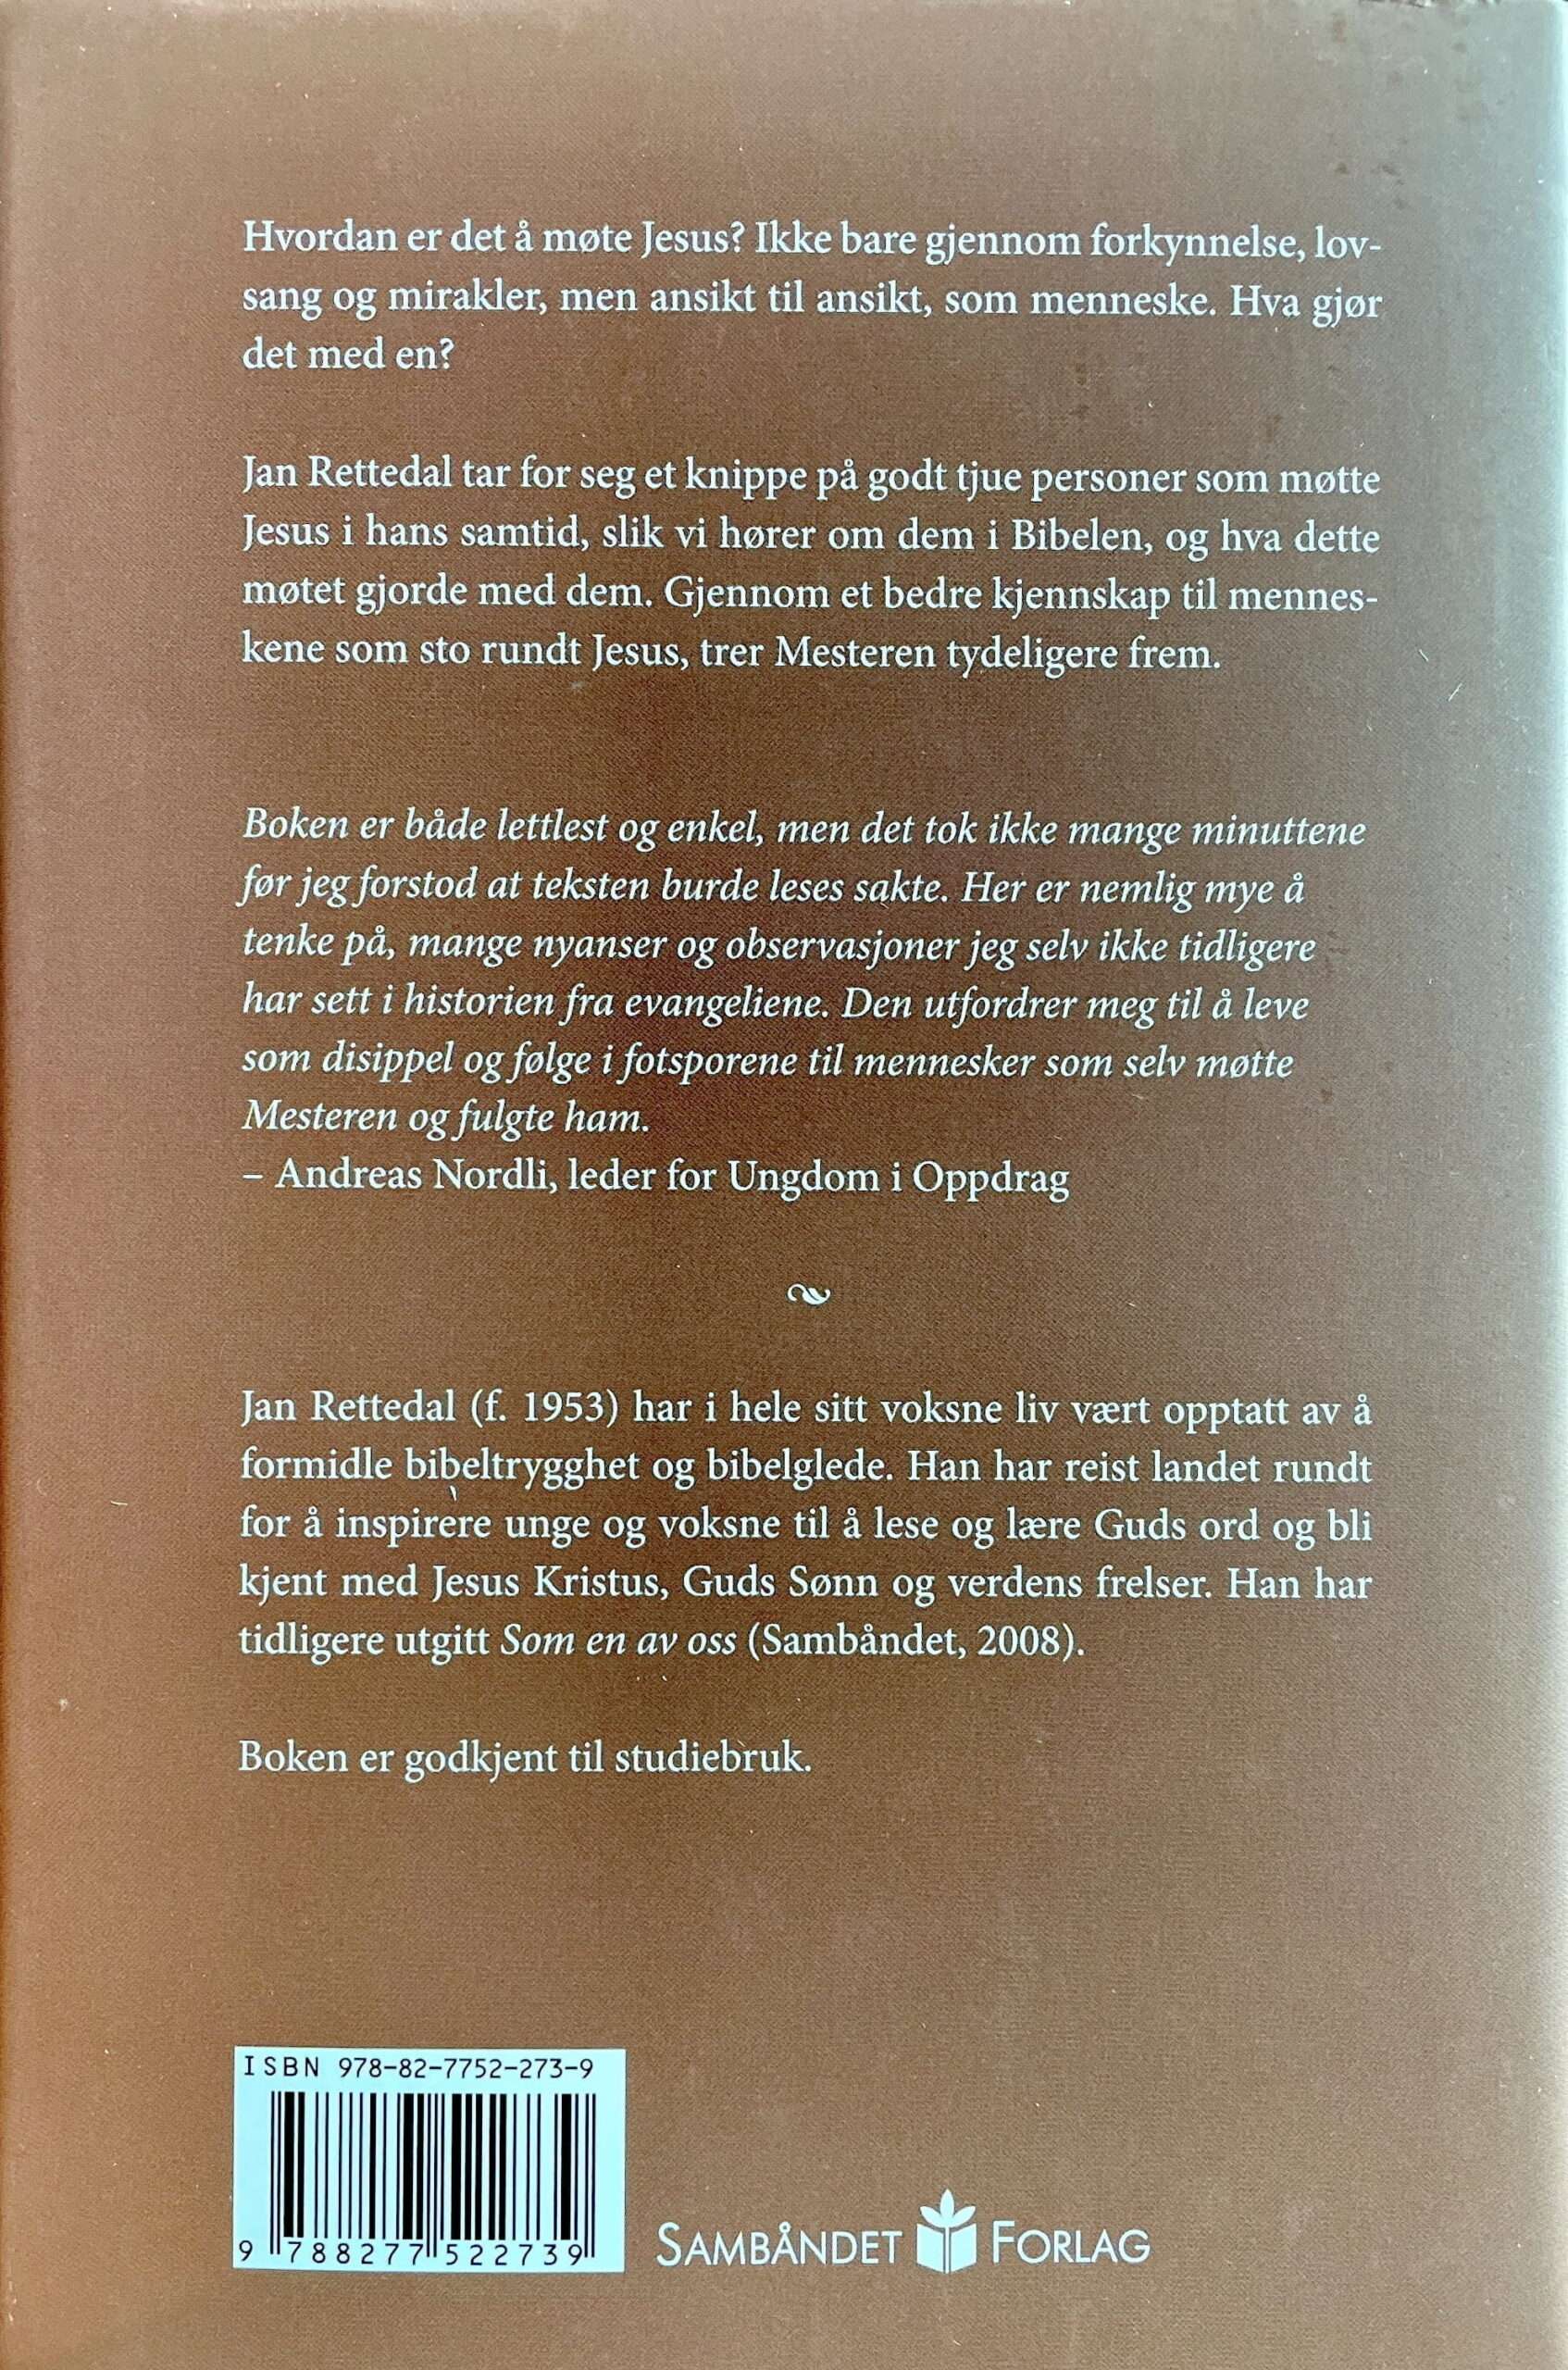 Hvordan er det å møte Jesus? Ikke bare gjennom forkynnelse, lov-
sang og mirakler, men ansikt til ansikt, som menneske. Hva gjør
det med en?
Jan Rettedal tar for seg et knippe på godt tjue personer som møtte
Jesus i hans samtid, slik vi hører om dem i Bibelen, og hva dette
møtet gjorde med dem. Gjennom et bedre kjennskap til mennes-
kene som sto rundt Jesus, trer Mesteren tydeligere frem.
Boken er både lettlest og enkel, men det tok ikke mange minuttene
før jeg forstod at teksten burde leses sakte. Her er nemlig mye å
tenke på, mange nyanser og observasjoner jeg selv ikke tidligere
har sett i historien fra evangeliene. Den utfordrer meg til å leve
som disippel og følge i fotsporene til mennesker som selv møtte
Mesteren og fulgte ham.
– Andreas Nordli, leder for Ungdom i Oppdrag
Jan Rettedal (f. 1953) har i hele sitt voksne liv vært opptatt av å
formidle bibeltrygghet og bibelglede. Han har reist landet rundt
for å inspirere unge og voksne til å lese og lære Guds ord og bli
kjent med Jesus Kristus, Guds Sønn og verdens frelser. Han har
tidligere utgitt Som en av oss (Sambåndet, 2008).
Boken er godkjent til studiebruk.
ISBN 978-82-7752-273-9
9 788277 522739
SAMBÅNDET FORLAG